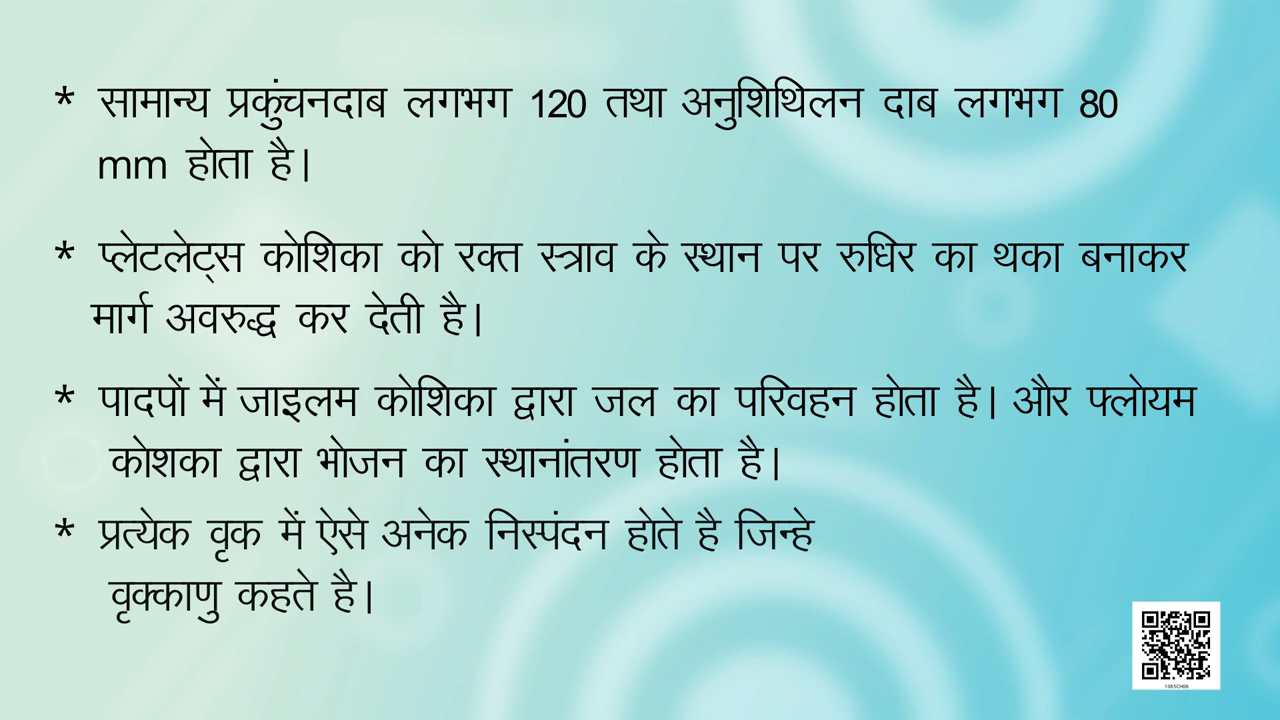 * सामान्य प्रकुंचनदाब लगभग 120 तथा अनुशिथिलन दाब लगभग 80
mm होता है।
* प्लेटलेट्स कोशिका को रक्त स्त्राव के स्थान पर रुधिर का थका बनाकर
मार्ग अवरुद्ध कर देती है।
* पादपों में जाइलम कोशिका द्वारा जल का परिवहन होता है। और फ्लोयम
कोशका द्वारा भोजन का स्थानांतरण होता है।
* प्रत्येक वृक में ऐसे अनेक निस्पंदन होते है जिन्हे
वृक्काणु कहते है।
1065CH06